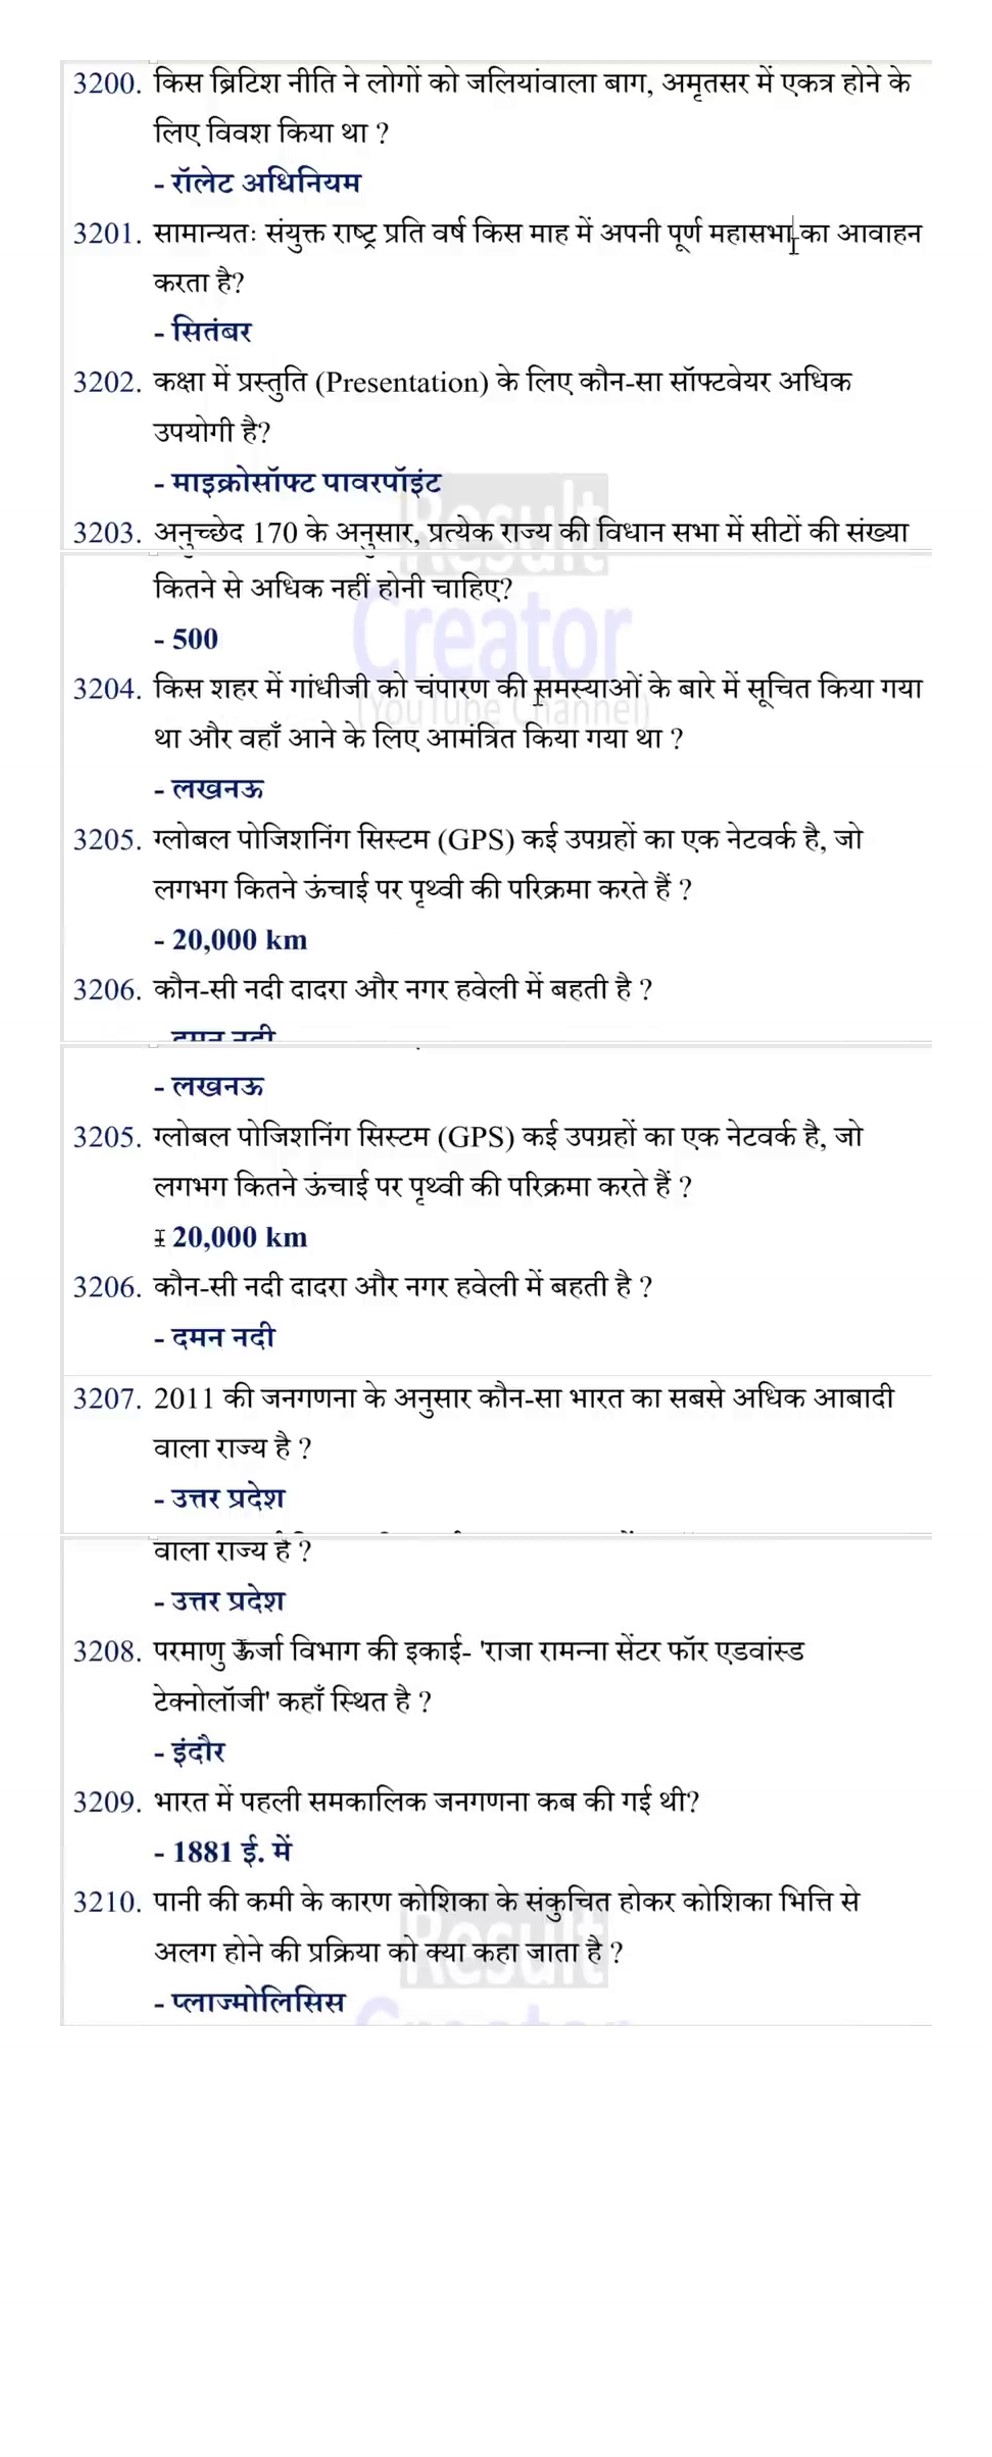 3200. किस ब्रिटिश नीति ने लोगों को जलियांवाला बाग, अमृतसर में एकत्र होने के
लिए विवश किया था ?
- रॉलेट अधिनियम
3201. सामान्यतः संयुक्त राष्ट्र प्रति वर्ष किस माह में अपनी पूर्ण महासभा का आवाहन
करता है?
- सितंबर
3202. कक्षा में प्रस्तुति (Presentation) के लिए कौन-सा सॉफ्टवेयर अधिक
उपयोगी है?
- माइक्रोसॉफ्ट पावरपॉइंट
Result
3203. अनुच्छेद 170 के अनुसार, प्रत्येक राज्य की विधान सभा में सीटों की संख्या
कितने से अधिक नहीं होनी चाहिए?
Creator
- 500
3204. किस शहर में गांधीजी को चंपारण की समस्याओं के बारे में सूचित किया गया
(YouTube Channel)
था और वहाँ आने के लिए आमंत्रित किया गया था ?
- लखनऊ
3205. ग्लोबल पोजिशनिंग सिस्टम (GPS) कई उपग्रहों का एक नेटवर्क है, जो
लगभग कितने ऊंचाई पर पृथ्वी की परिक्रमा करते हैं ?
- 20,000 km
3206. कौन-सी नदी दादरा और नगर हवेली में बहती है ?
- दमन नदी
- लखनऊ
3205. ग्लोबल पोजिशनिंग सिस्टम (GPS) कई उपग्रहों का एक नेटवर्क है, जो
लगभग कितने ऊंचाई पर पृथ्वी की परिक्रमा करते हैं ?
- 20,000 km
3206. कौन-सी नदी दादरा और नगर हवेली में बहती है ?
- दमन नदी
3207. 2011 की जनगणना के अनुसार कौन-सा भारत का सबसे अधिक आबादी
वाला राज्य है ?
- उत्तर प्रदेश
वाला राज्य है ?
- उत्तर प्रदेश
3208. परमाणु ऊर्जा विभाग की इकाई- 'राजा रामन्ना सेंटर फॉर एडवांस्ड
टेक्नोलॉजी' कहाँ स्थित है ?
- इंदौर
3209. भारत में पहली समकालिक जनगणना कब की गई थी?
- 1881 ई. में
3210. पानी की कमी के कारण कोशिका के संकुचित होकर कोशिका भित्ति से
Result
अलग होने की प्रक्रिया को क्या कहा जाता है ?
- प्लाज्मोलिसिस
Creator